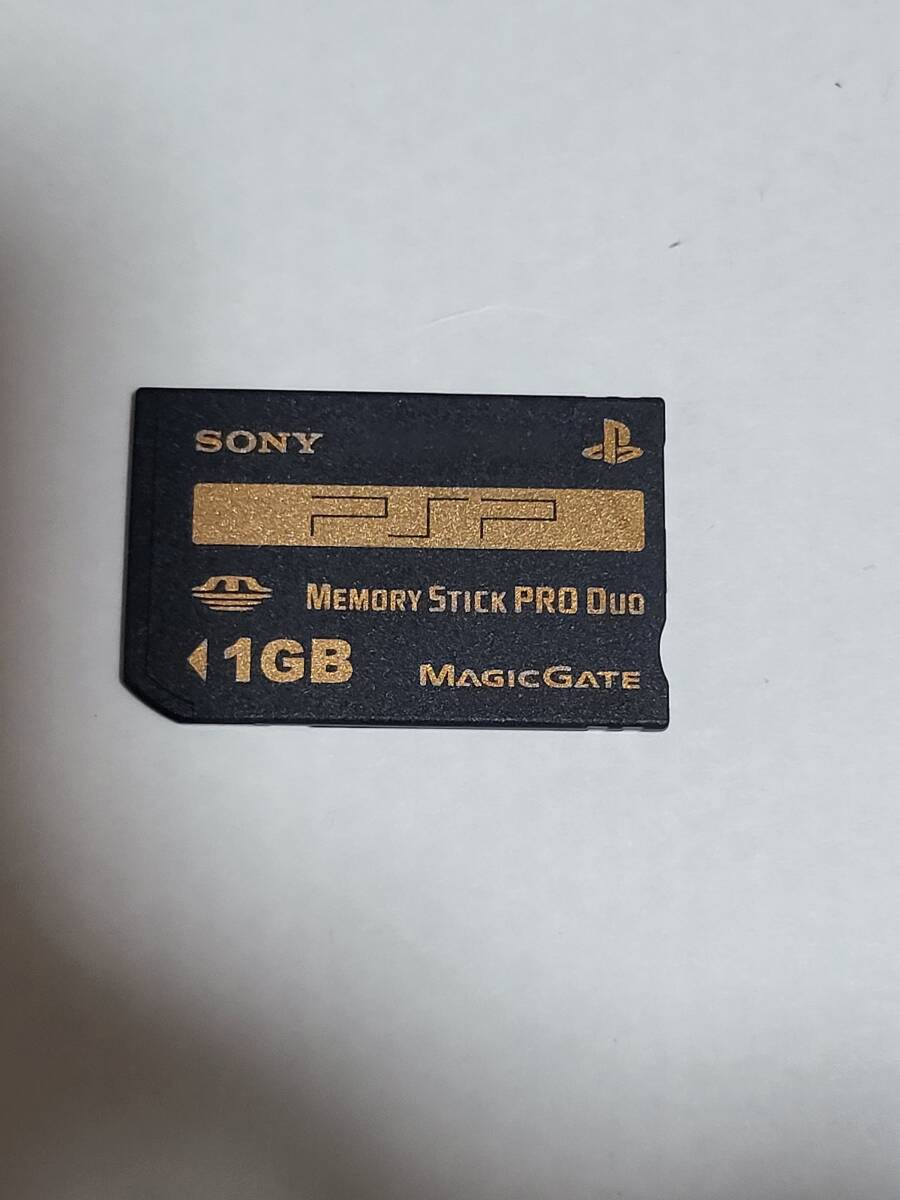 SONY
PSP
MEMORY STICK PRO DUO
1GB MAGICGATE